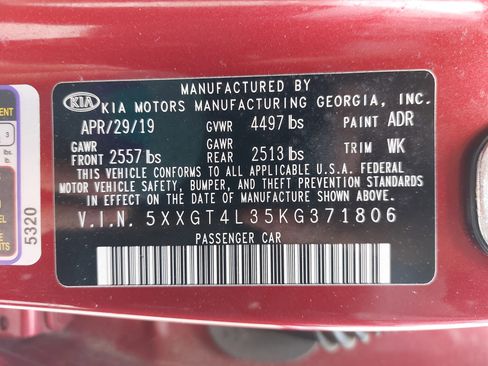 MANUFACTURED BY
KIA KIA MOTORS MANUFACTURING GEORGIA, INC.
APR/29/19 GVWR 4497 lbs PAINT ADR
GAWR FRONT 2557 lbs GAWR REAR 2513 lbs TRIM WK
THIS VEHICLE CONFORMS TO ALL APPLICABLE U.S.A. FEDERAL
MOTOR VEHICLE SAFETY, BUMPER, AND THEFT PREVENTION STANDARDS
IN EFFECT ON THE DATE OF MANUFACTURE SHOWN ABOVE.
V.I.N. 5XXGT4L35KG371806
PASSENGER CAR
5320
3